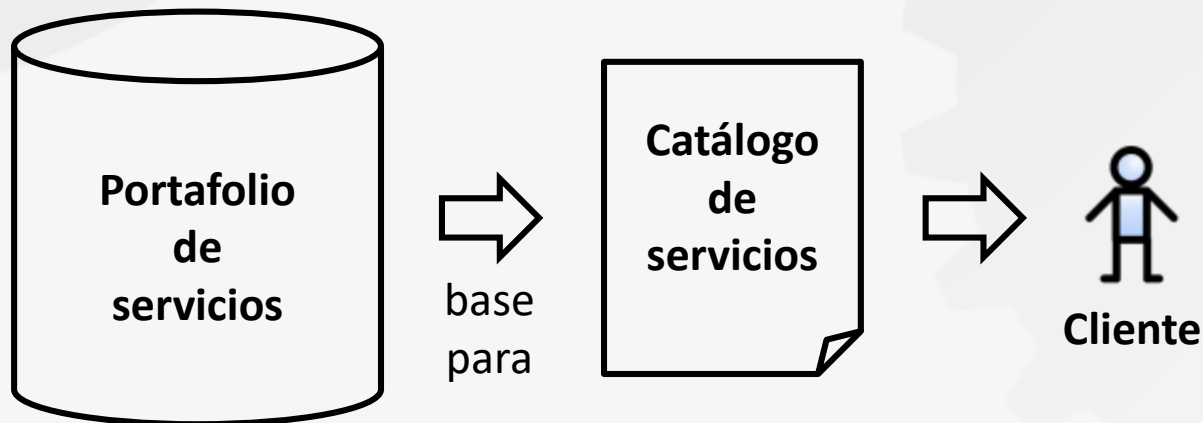 Portafolio
de
servicios
base
para
Catálogo
de
servicios
Cliente